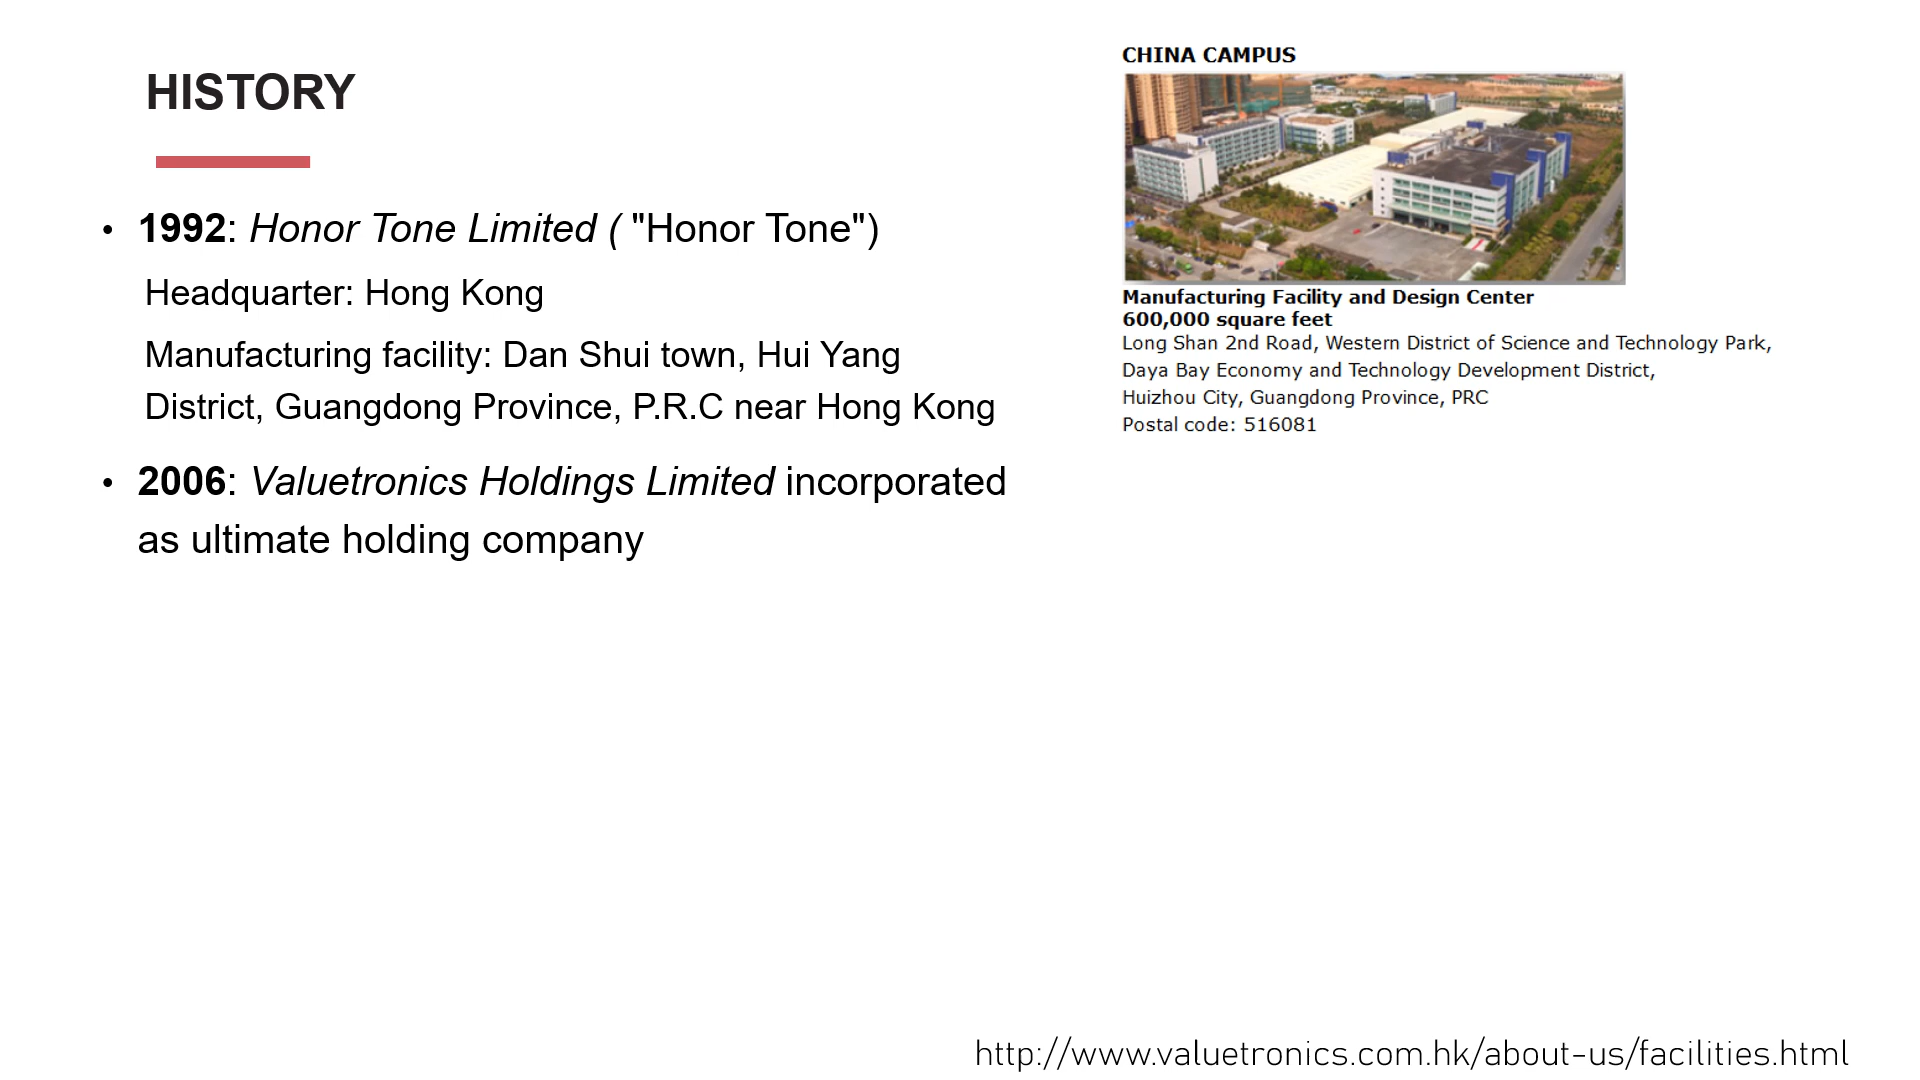 HISTORY
• 1992: Honor Tone Limited ( "Honor Tone")
Headquarter: Hong Kong
Manufacturing facility: Dan Shui town, Hui Yang
District, Guangdong Province, P.R.C near Hong Kong
• 2006: Valuetronics Holdings Limited incorporated
as ultimate holding company
CHINA CAMPUS
Manufacturing Facility and Design Center
600,000 square feet
Long Shan 2nd Road, Western District of Science and Technology Park,
Daya Bay Economy and Technology Development District,
Huizhou City, Guangdong Province, PRC
Postal code: 516081
http://www.valuetronics.com.hk/about-us/facilities.html